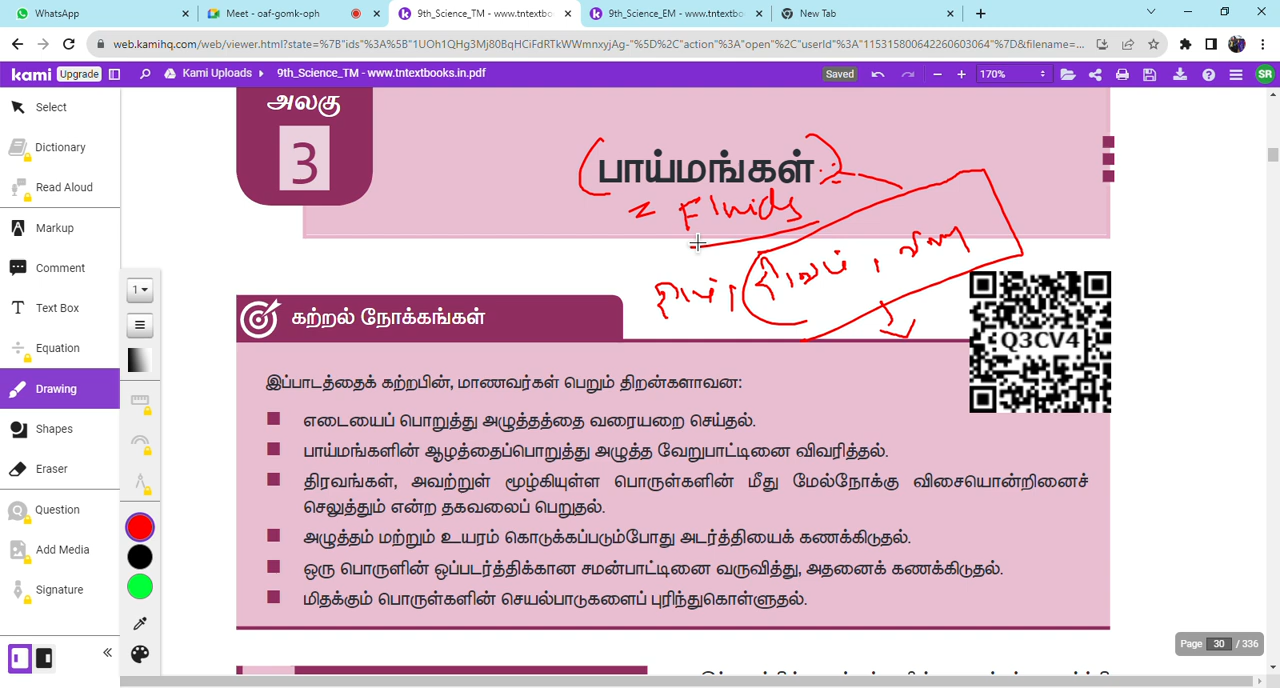 WhatsApp
Meet - oaf-gomk-oph
9th_Science_TM - www.tntextbo
9th_Science_EM - www.tntextbo
New Tab
web.kamihq.com/web/viewer.html?state=%7B"ids"%3A%5B"1UOh1QHg3Mj80BqHCiFdRTkWWmnxyjAg-"%5D%2C"action"%3A"open"%2C"userId"%3A"115315800642260603064"%7D&filename=...
kami Upgrade
Kami Uploads
9th_Science_TM - www.tntextbooks.in.pdf
Saved
170%
SR
Select
Dictionary
Read Aloud
Markup
Comment
Text Box
Equation
Drawing
Shapes
Eraser
Question
Add Media
Signature
1
அலகு
3
பாய்மங்கள்
= Fluids
கற்றல் நோக்கங்கள்
Q3CV4
இப்பாடத்தைக் கற்றபின், மாணவர்கள் பெறும் திறன்களாவன:
எடையைப் பொறுத்து அழுத்தத்தை வரையறை செய்தல்.
பாய்மங்களின் ஆழத்தைப்பொறுத்து அழுத்த வேறுபாட்டினை விவரித்தல்.
திரவங்கள், அவற்றுள் மூழ்கியுள்ள பொருள்களின் மீது மேல்நோக்கு விசையொன்றினைச்
செலுத்தும் என்ற தகவலைப் பெறுதல்.
அழுத்தம் மற்றும் உயரம் கொடுக்கப்படும்போது அடர்த்தியைக் கணக்கிடுதல்.
ஒரு பொருளின் ஒப்படர்த்திக்கான சமன்பாட்டினை வருவித்து, அதனைக் கணக்கிடுதல்.
மிதக்கும் பொருள்களின் செயல்பாடுகளைப் புரிந்துகொள்ளுதல்.
Page 30 / 336